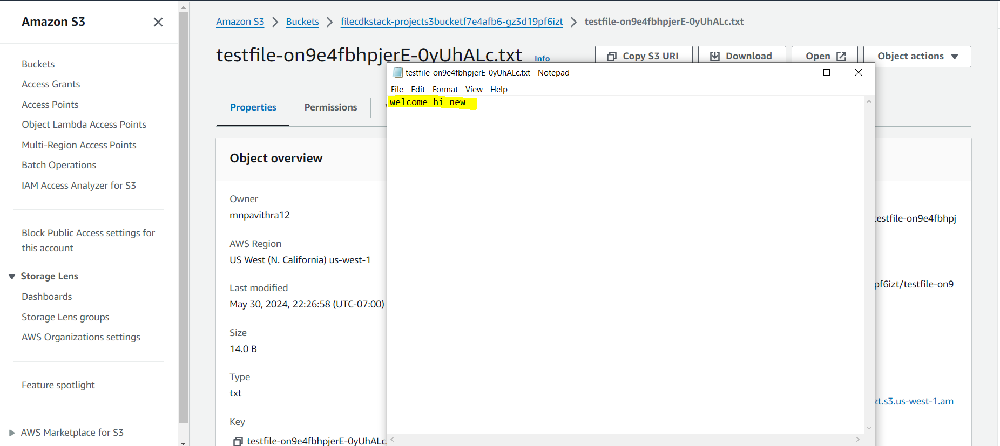 Amazon S3
Buckets
Access Grants
Access Points
Object Lambda Access Points
Multi-Region Access Points
Batch Operations
IAM Access Analyzer for S3
Block Public Access settings for
this account
Storage Lens
Dashboards
Storage Lens groups
AWS Organizations settings
Feature spotlight
AWS Marketplace for S3
Amazon S3 > Buckets > filecdkstack-projects3bucketf7e4afb6-gz3d19pf6izt > testfile-on9e4fbhpjerE-0yUhALc.txt
testfile-on9e4fbhpjerE-0yUhALc.txt Info
Copy S3 URI Download Open Object actions
Properties Permissions
Object overview
Owner
mnpavithra12
AWS Region
US West (N. California) us-west-1
Last modified
May 30, 2024, 22:26:58 (UTC-07:00)
Size
14.0 B
Type
txt
Key
testfile-on9e4fbhpjerE-0yUhALc.
testfile-on9e4fbhpjerE-0yUhALc.txt - Notepad
File Edit Format View Help
welcome hi new
testfile-on9e4fbhpj
pf6izt/testfile-on9
zt.s3.us-west-1.am